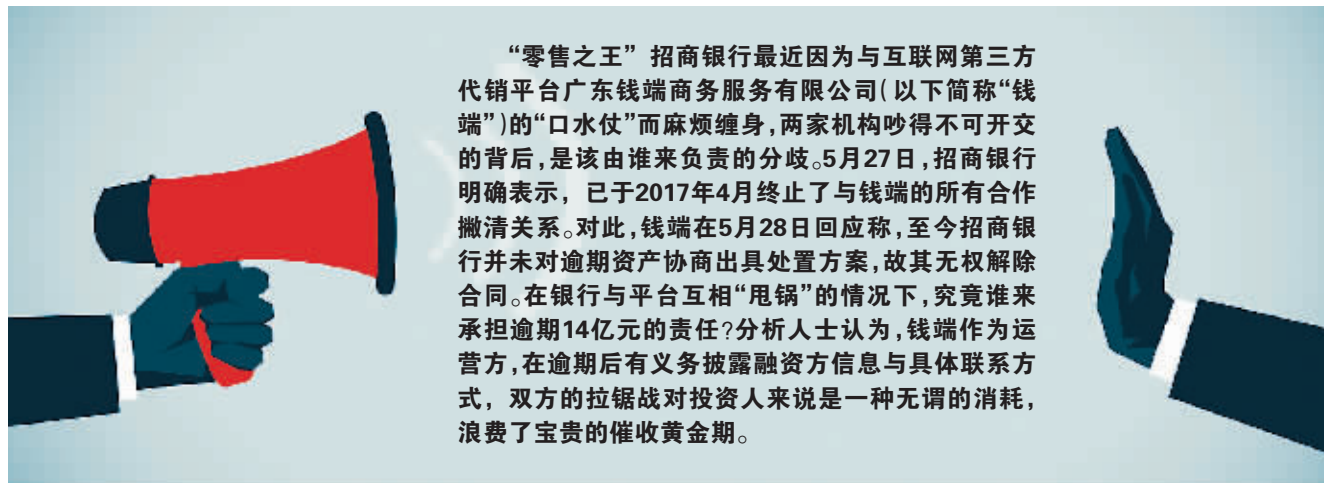 “零售之王”招商银行最近因为与互联网第三方
代销平台广东钱端商务服务有限公司(以下简称“钱
端”)的“口水仗”而麻烦缠身,两家机构吵得不可开交
的背后,是该由谁来负责的分歧。5月27日,招商银行
明确表示，已于2017年4月终止了与钱端的所有合作
撇清关系。对此,钱端在5月28日回应称,至今招商银
行并未对逾期资产协商出具处置方案,故其无权解除
合同。在银行与平台互相“甩锅”的情况下,究竟谁来
承担逾期14亿元的责任?分析人士认为,钱端作为运
营方,在逾期后有义务披露融资方信息与具体联系方
式，双方的拉锯战对投资人来说是一种无谓的消耗，
浪费了宝贵的催收黄金期。